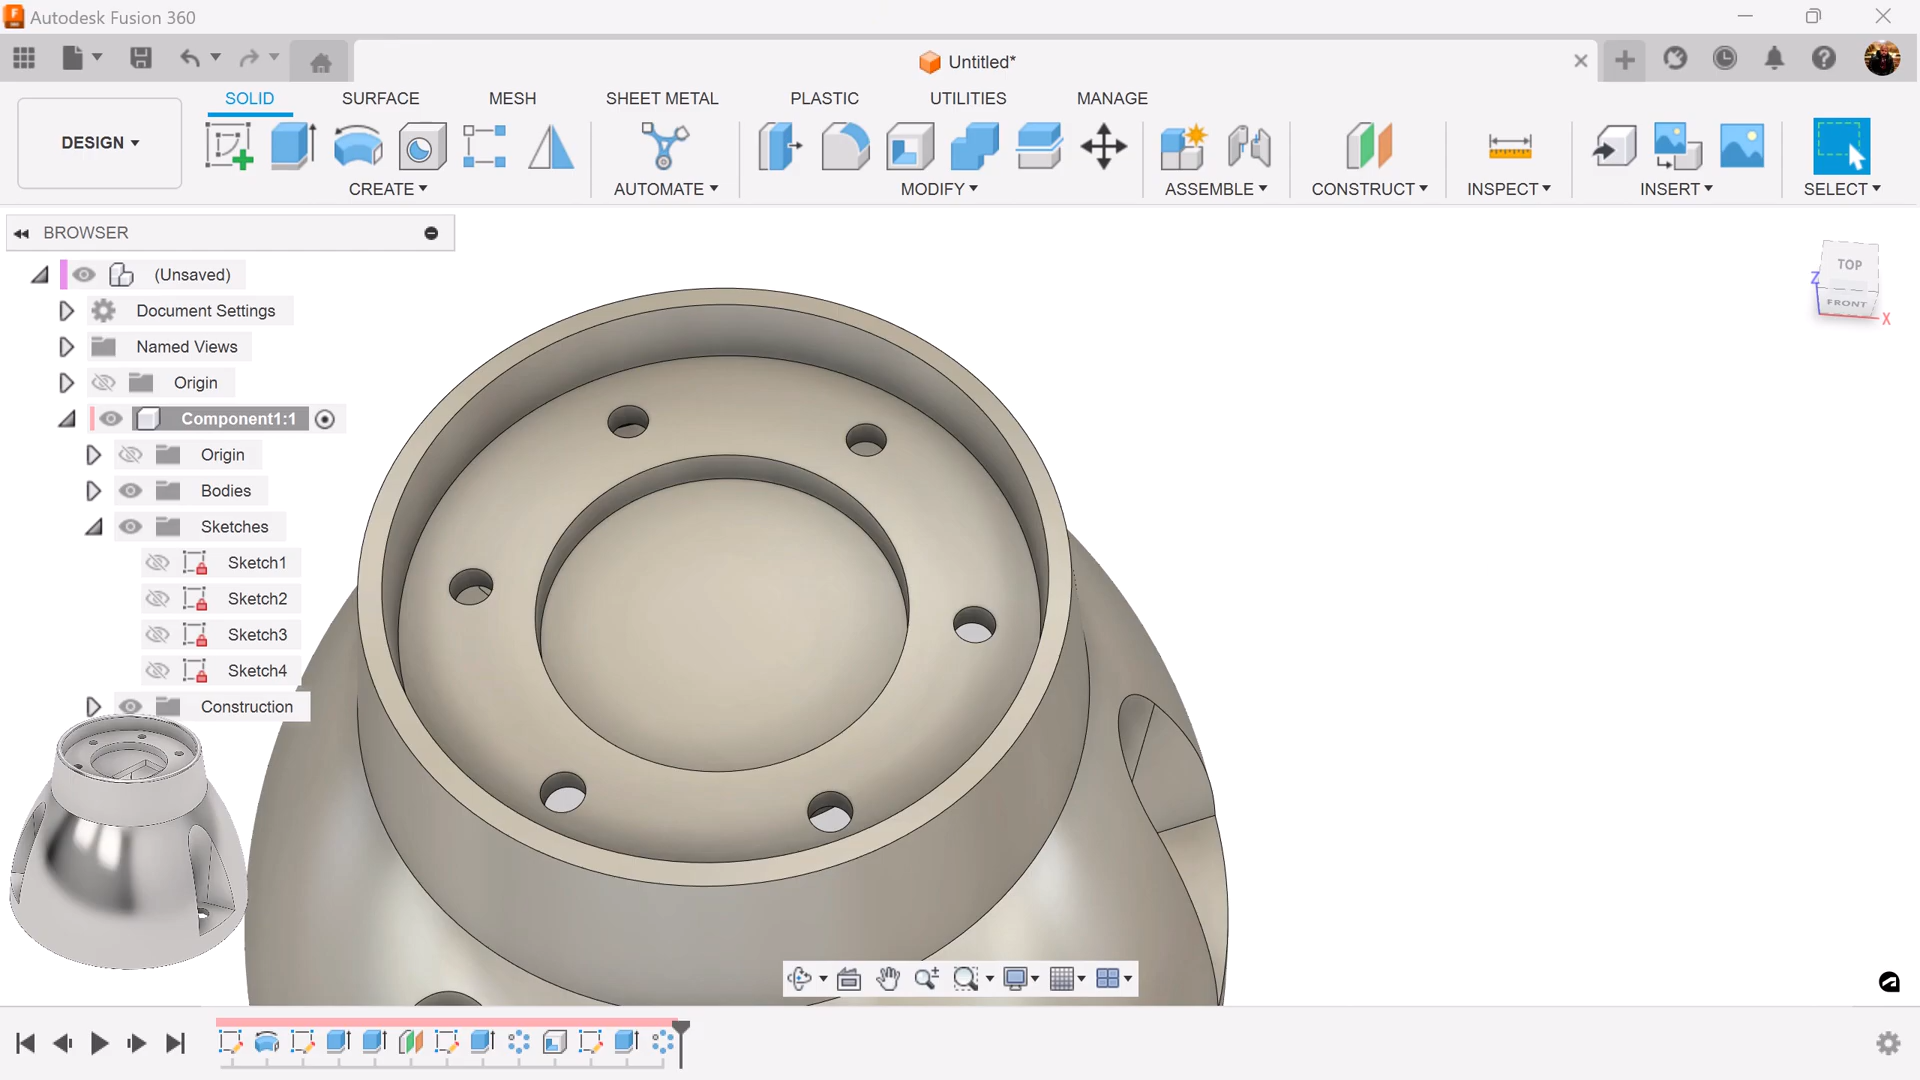 Autodesk Fusion 360
Untitled*
SOLID SURFACE MESH SHEET METAL PLASTIC UTILITIES MANAGE
DESIGN
CREATE AUTOMATE MODIFY ASSEMBLE CONSTRUCT INSPECT INSERT SELECT
BROWSER
(Unsaved)
Document Settings
Named Views
Origin
Component1:1
Origin
Bodies
Sketches
Sketch1
Sketch2
Sketch3
Sketch4
Construction
TOP
Z
FRONT
X